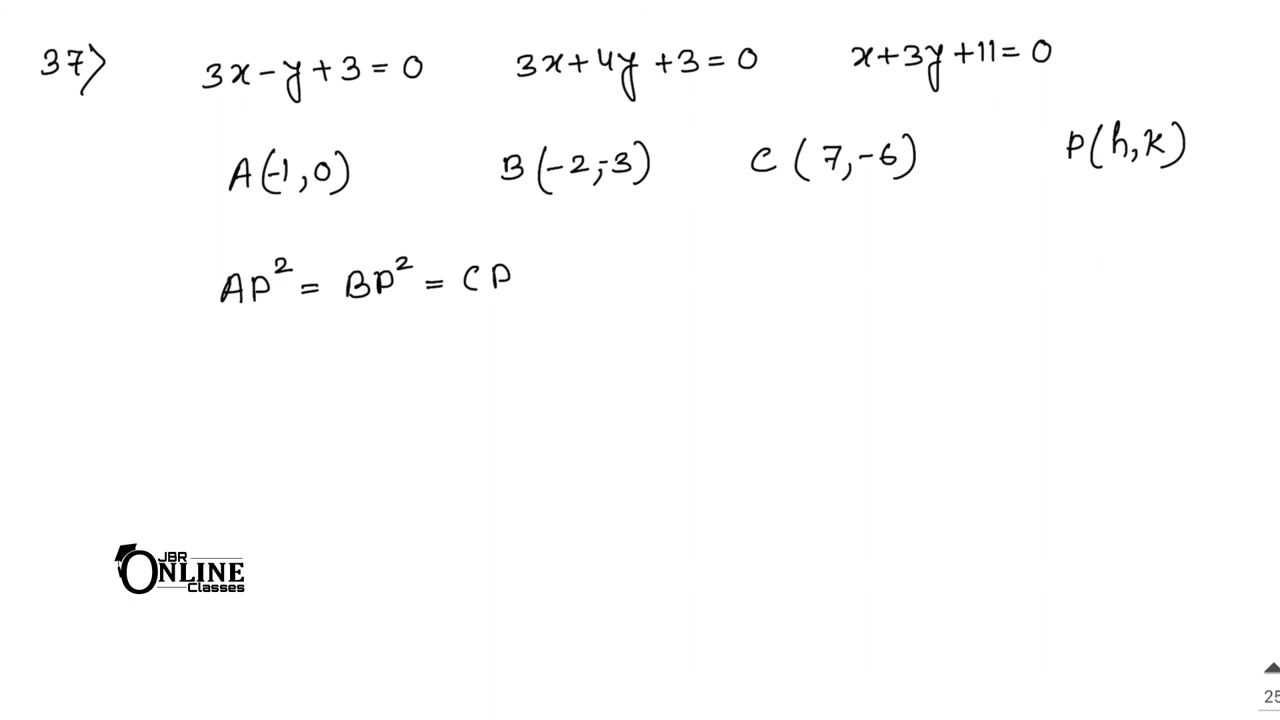 37) 3x - y + 3 = 0 3x + 4y + 3 = 0 x + 3y + 11 = 0
A(-1, 0) B(-2, -3) C(7, -6) P(h, k)
AP² = BP² = CP
JBR
ONLINE
Classes
25